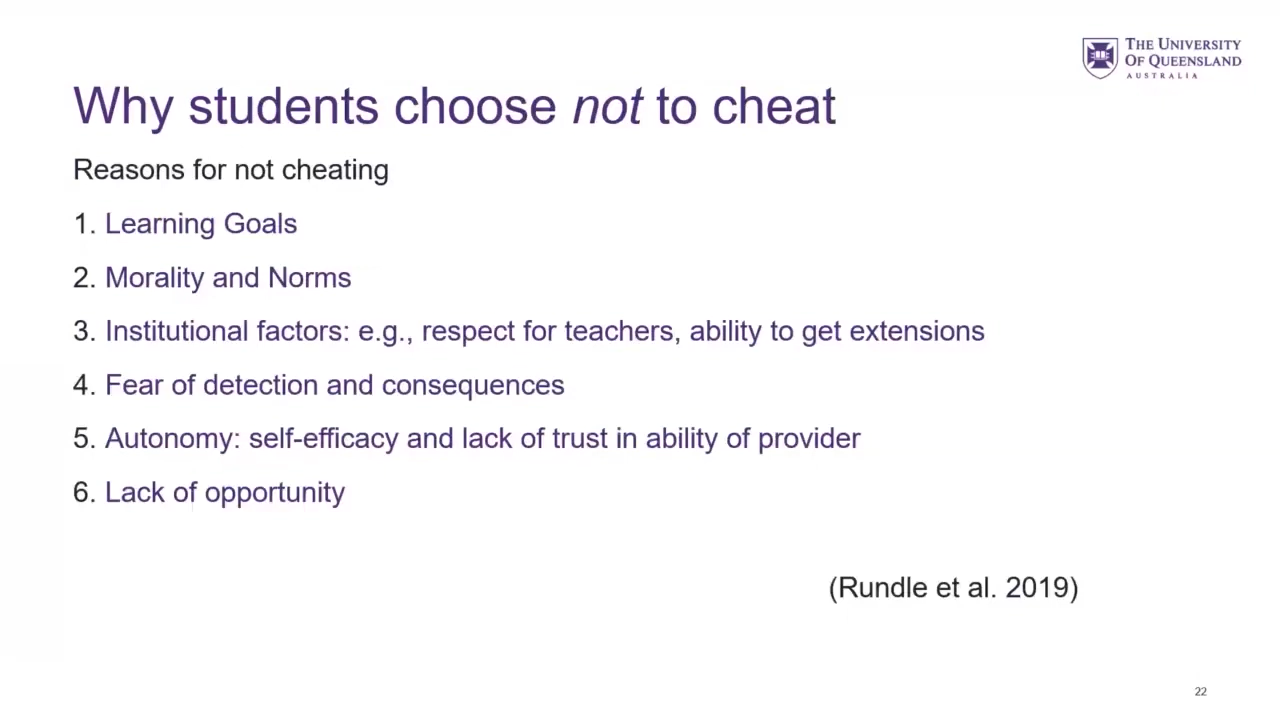 THE UNIVERSITY
OF QUEENSLAND
AUSTRALIA
Why students choose not to cheat
Reasons for not cheating
1. Learning Goals
2. Morality and Norms
3. Institutional factors: e.g., respect for teachers, ability to get extensions
4. Fear of detection and consequences
5. Autonomy: self-efficacy and lack of trust in ability of provider
6. Lack of opportunity
(Rundle et al. 2019)
22